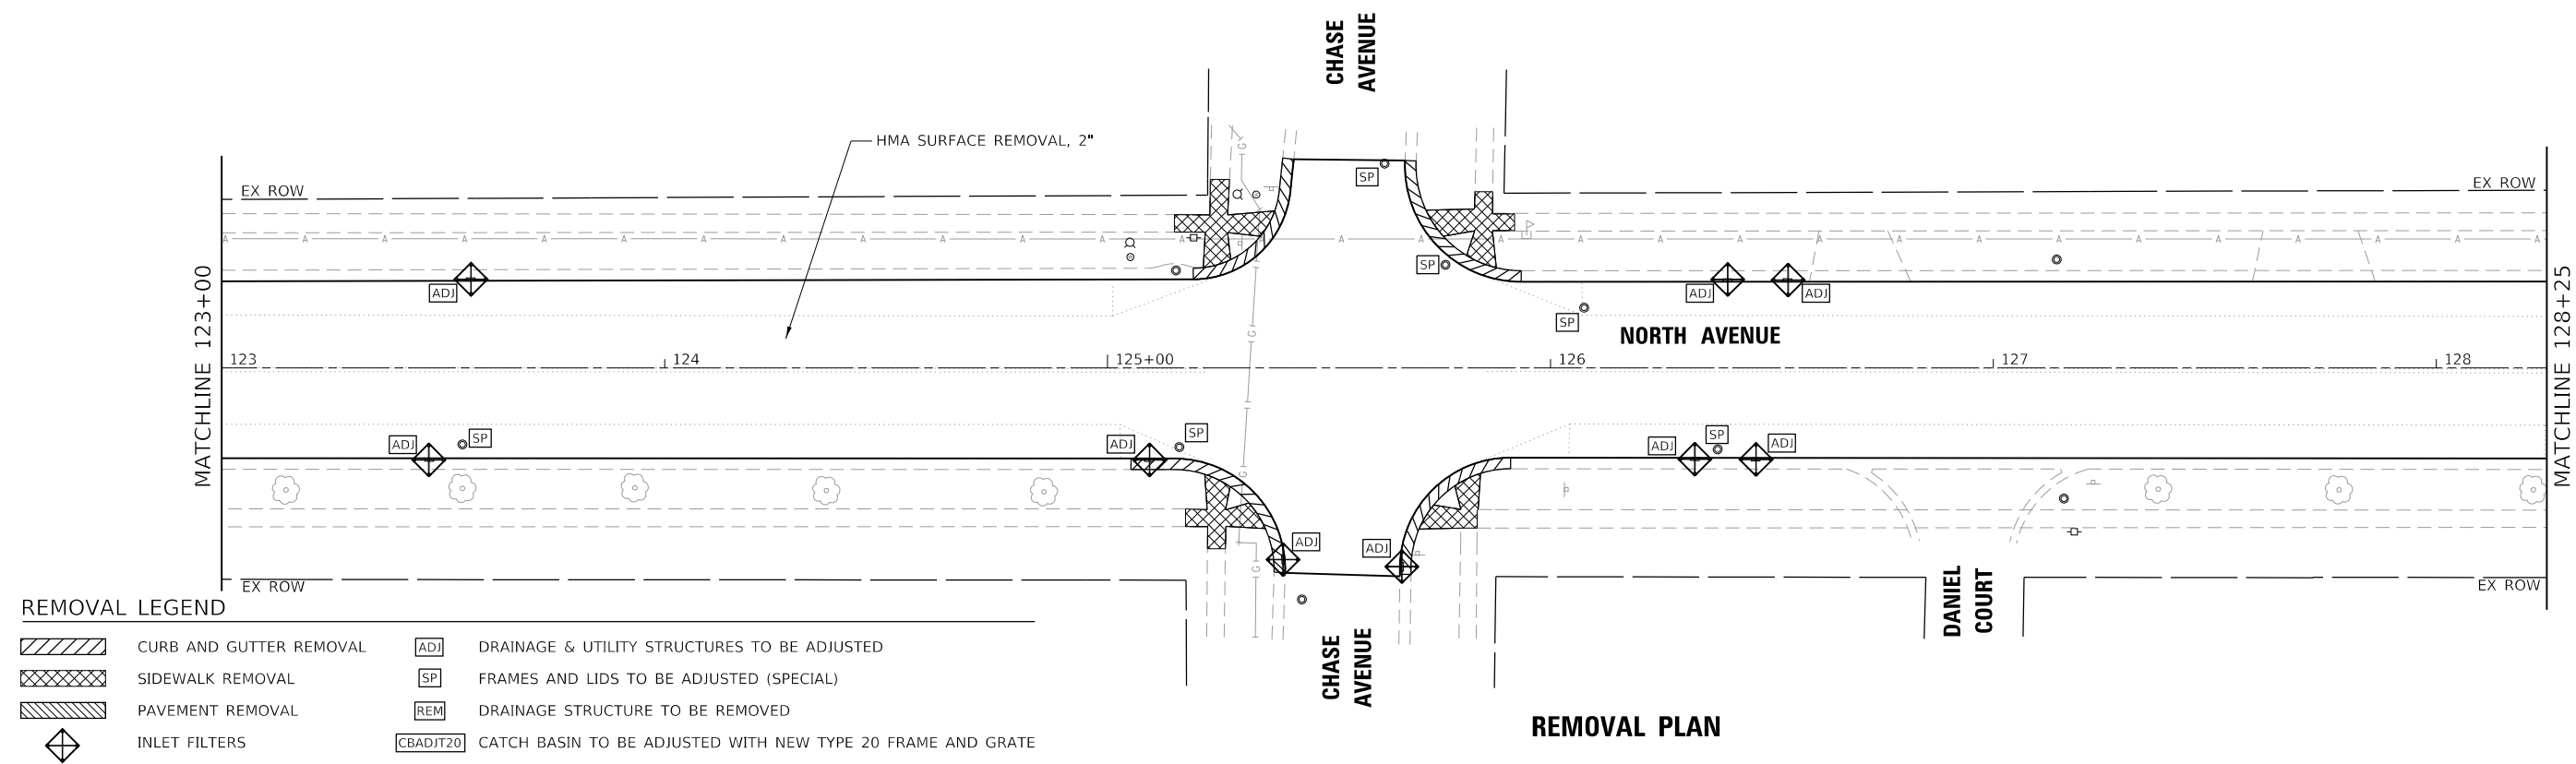 CHASE
AVENUE
HMA SURFACE REMOVAL, 2"
EX ROW
EX ROW
SP
A A A A A A A A A A A A A A A A A A A A A A A A A A A A A A
G
SP
ADJ
ADJ
ADJ
SP
NORTH AVENUE
MATCHLINE 123+00
MATCHLINE 128+25
G
123
124
125+00
126
127
128
ADJ
SP
ADJ
SP
ADJ
SP
ADJ
G
ADJ
ADJ
G
EX ROW
EX ROW
DANIEL
COURT
CHASE
AVENUE
REMOVAL LEGEND
CURB AND GUTTER REMOVAL
ADJ DRAINAGE & UTILITY STRUCTURES TO BE ADJUSTED
SIDEWALK REMOVAL
SP FRAMES AND LIDS TO BE ADJUSTED (SPECIAL)
PAVEMENT REMOVAL
REM DRAINAGE STRUCTURE TO BE REMOVED
INLET FILTERS
CBADJT20 CATCH BASIN TO BE ADJUSTED WITH NEW TYPE 20 FRAME AND GRATE
REMOVAL PLAN